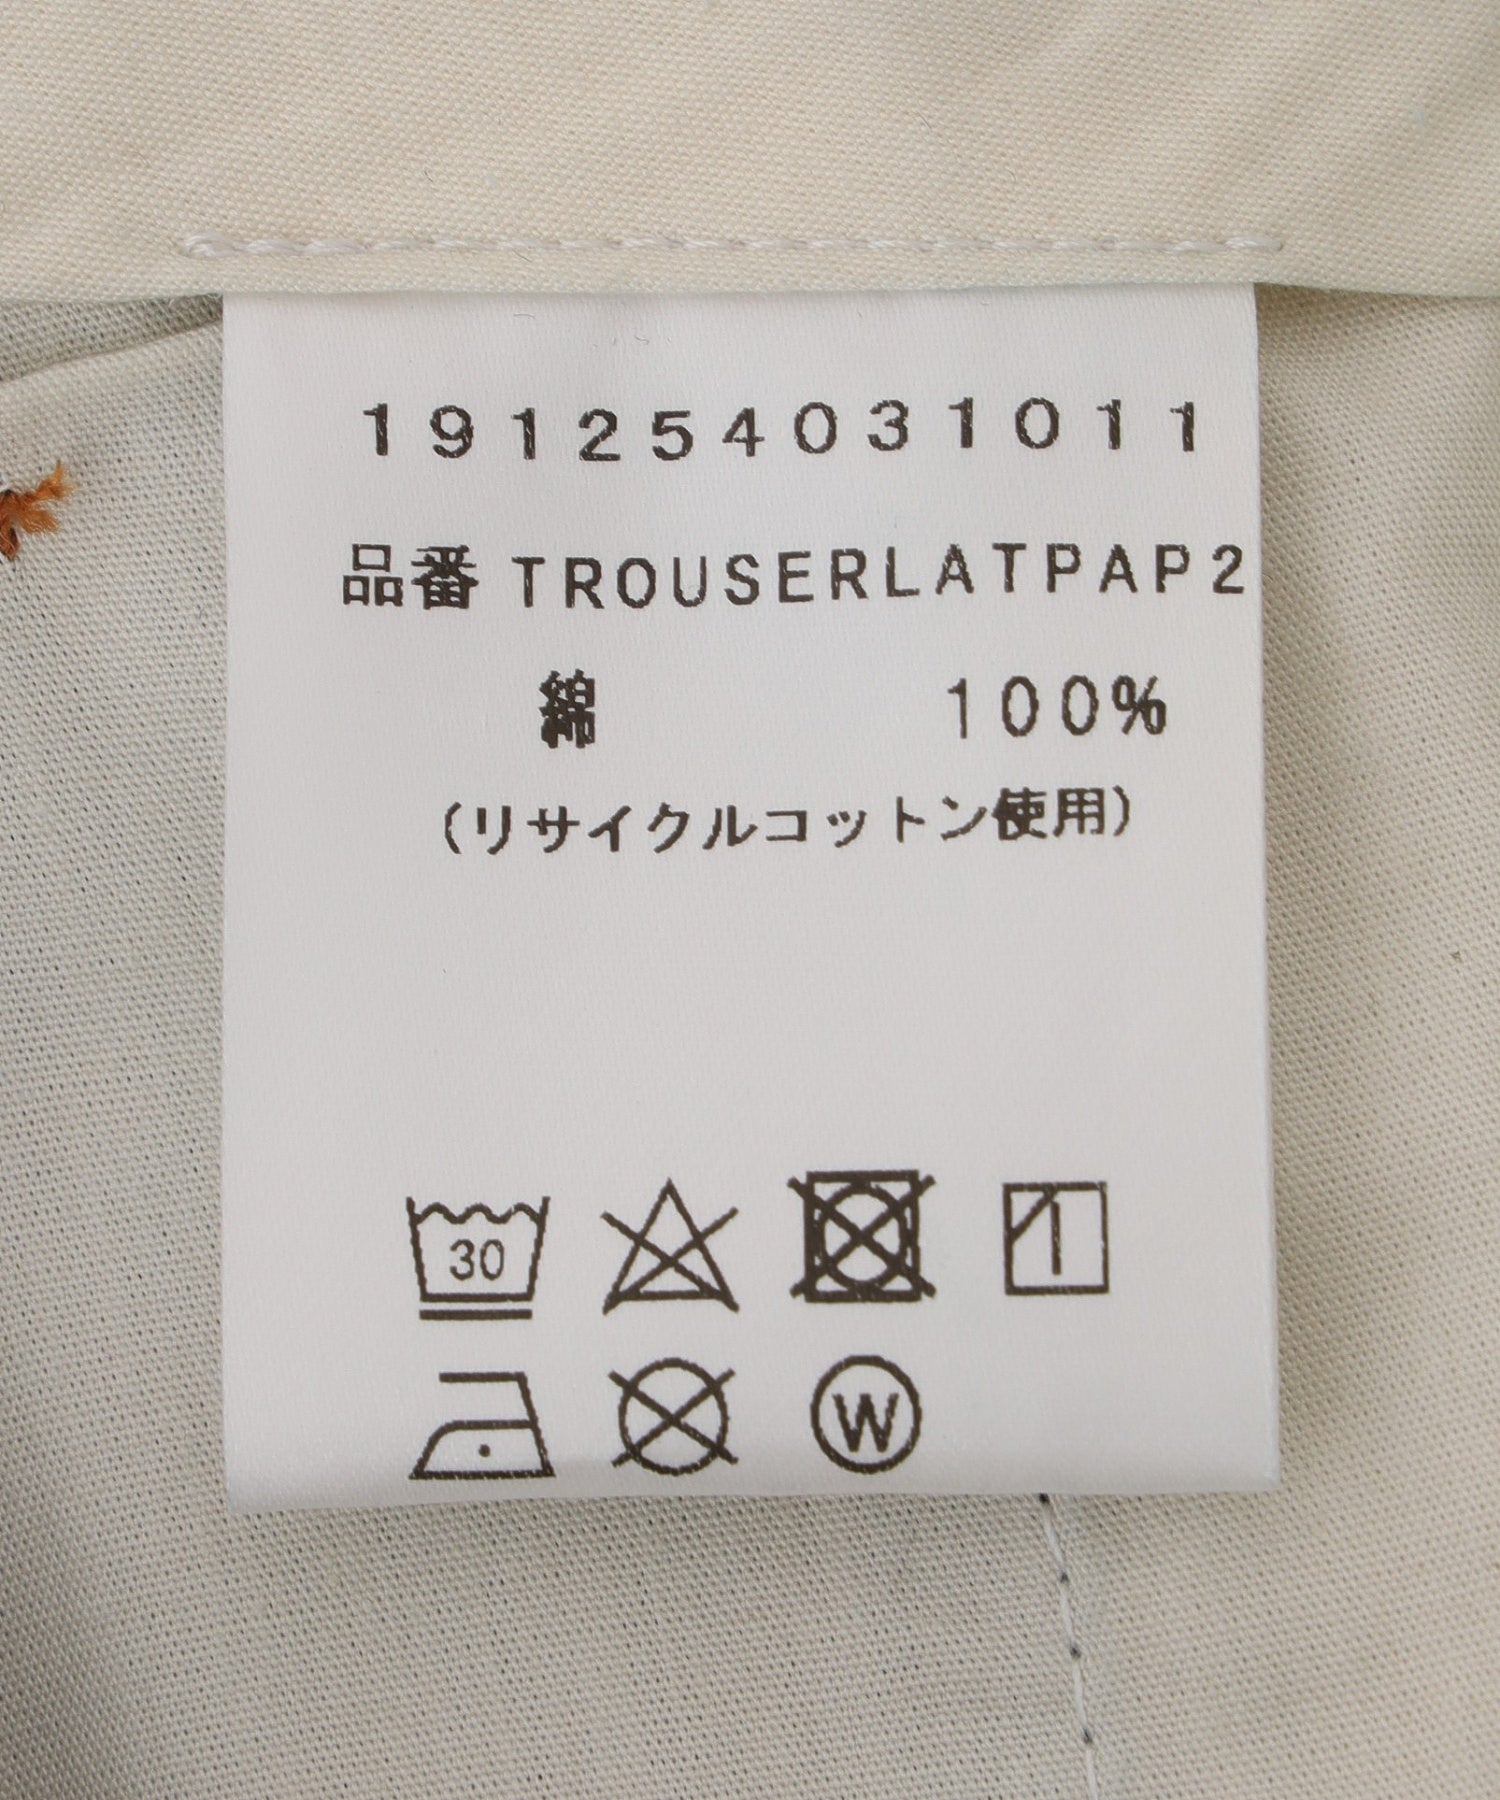 191254031011
品番 TROUSERLATPAP2
綿 100%
(リサイクルコットン使用)
30
W